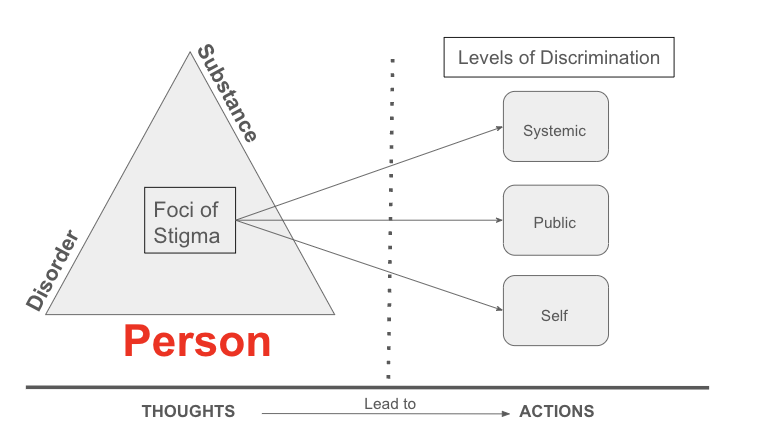 Levels of Discrimination
Substance
Systemic
Foci of
Stigma
Public
Disorder
Self
Person
Lead to
THOUGHTS
ACTIONS